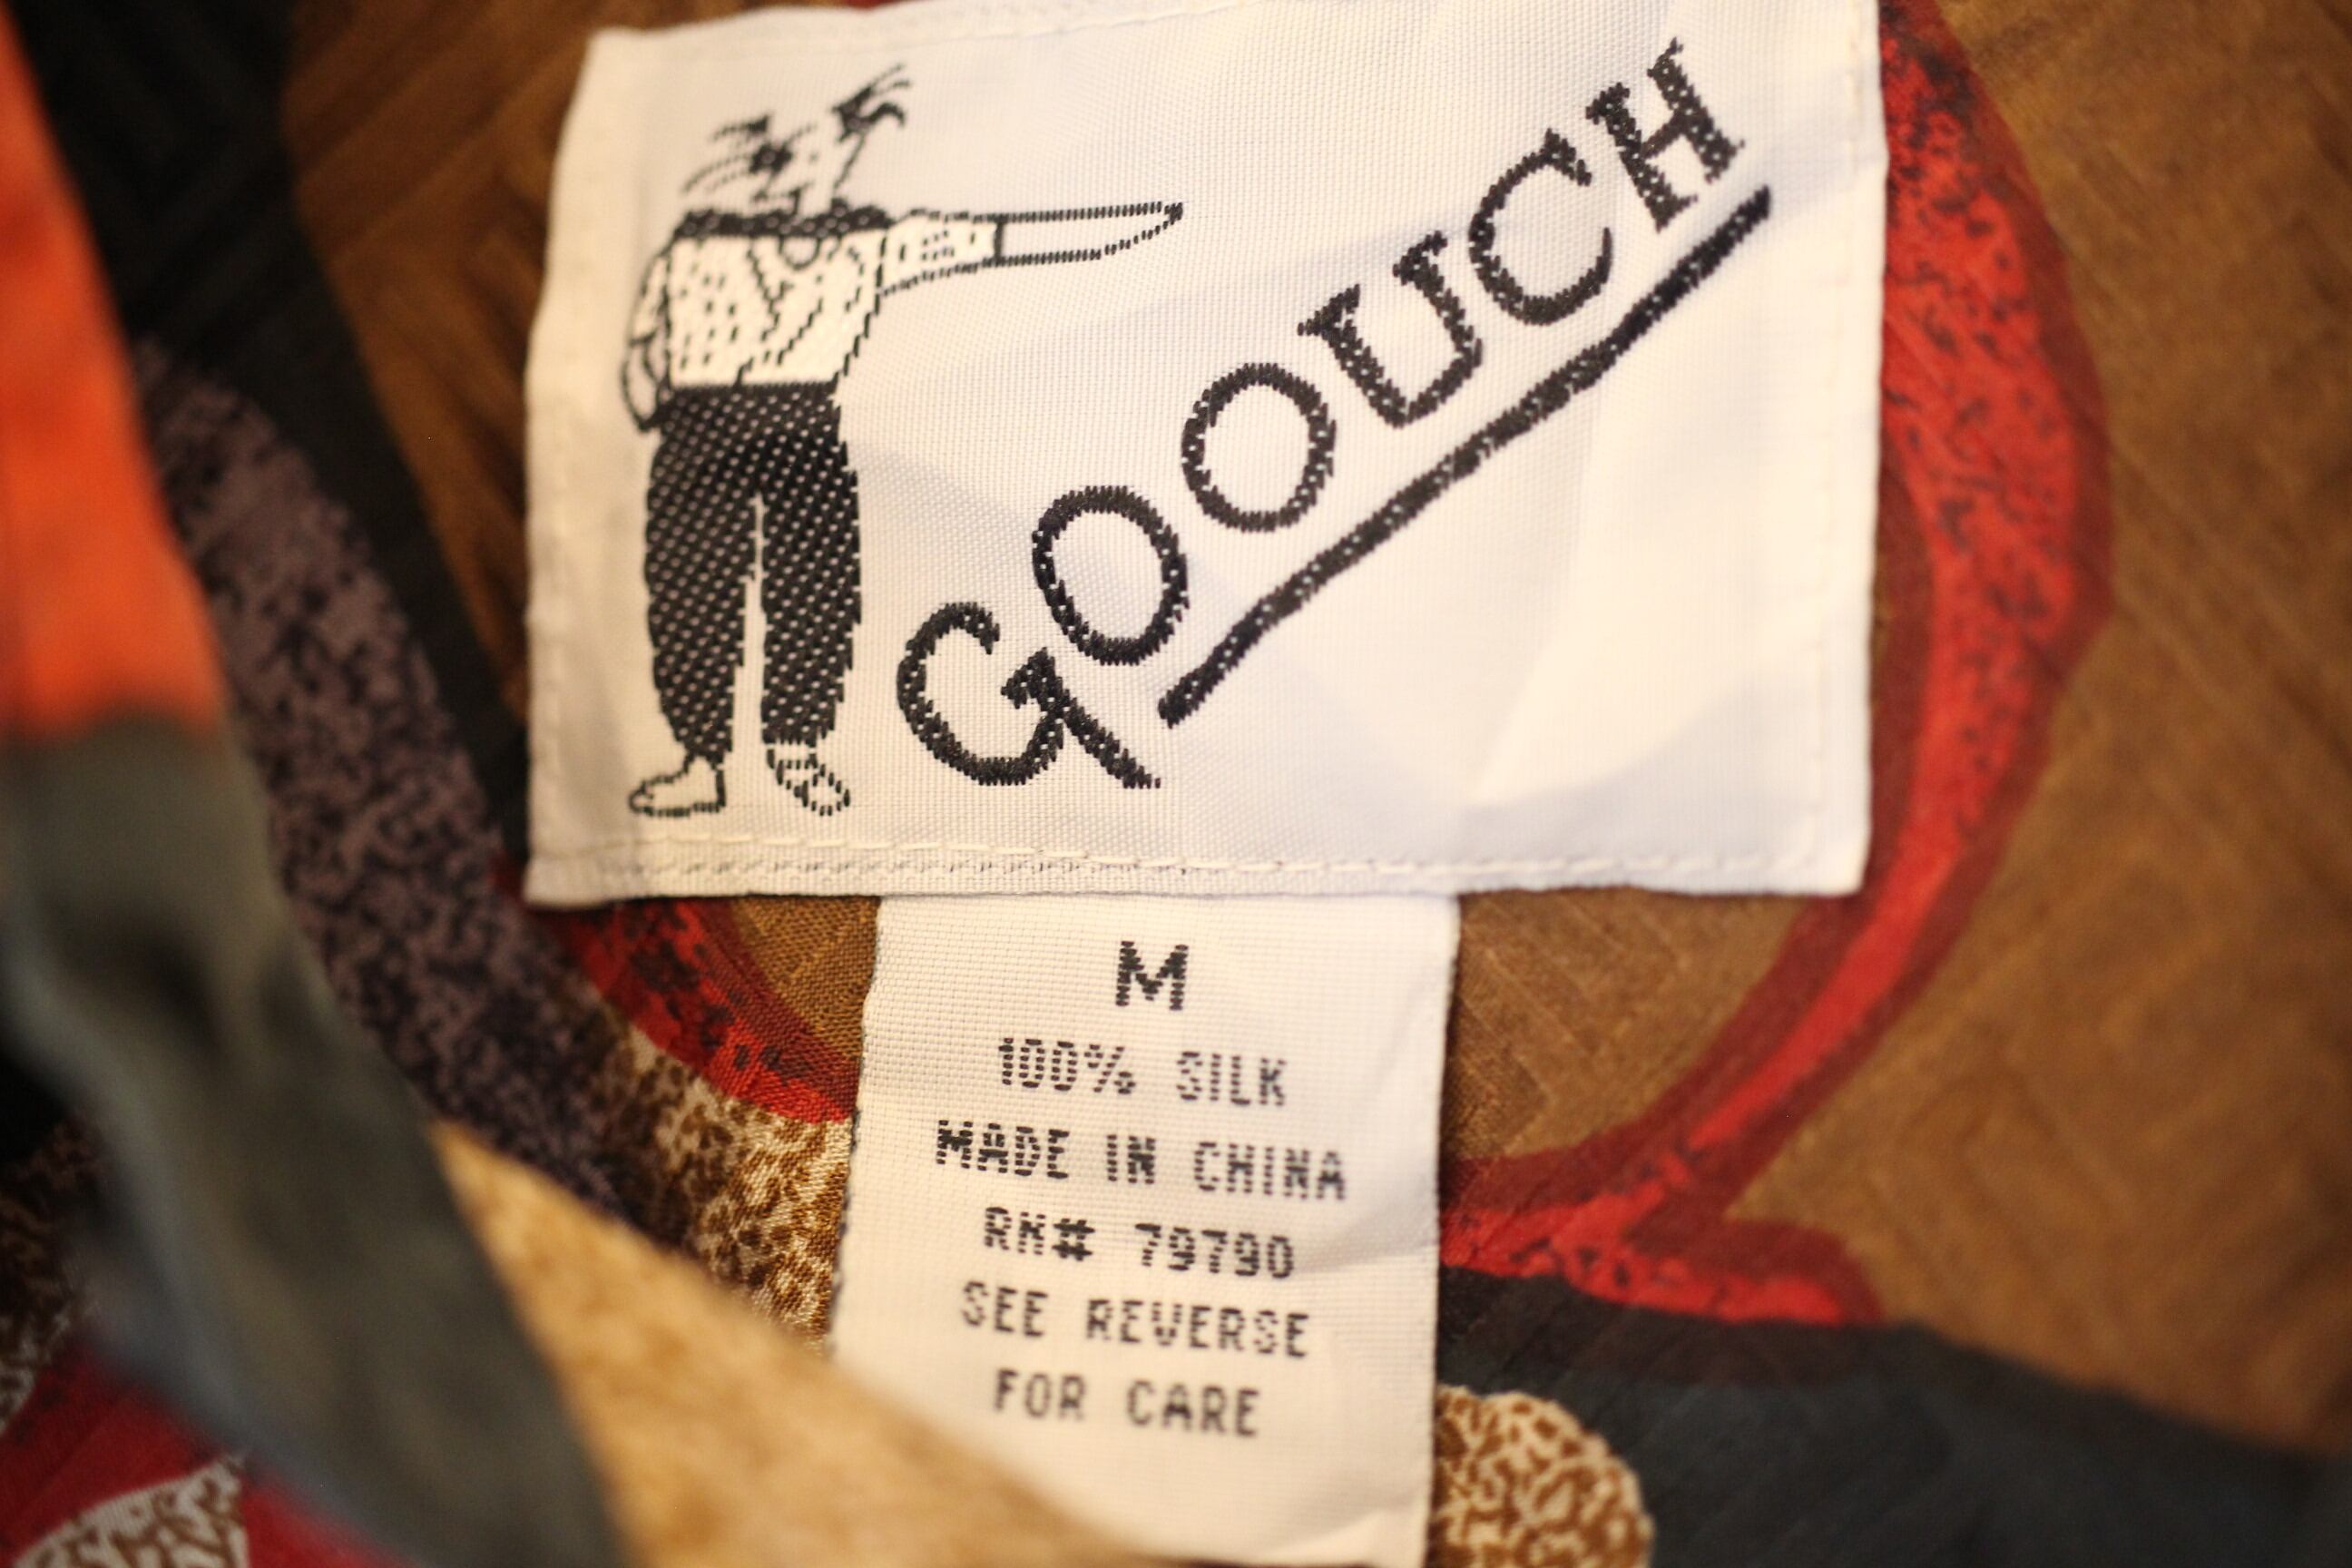 GOOUCH
M
100% SILK
MADE IN CHINA
RN# 79790
SEE REVERSE
FOR CARE